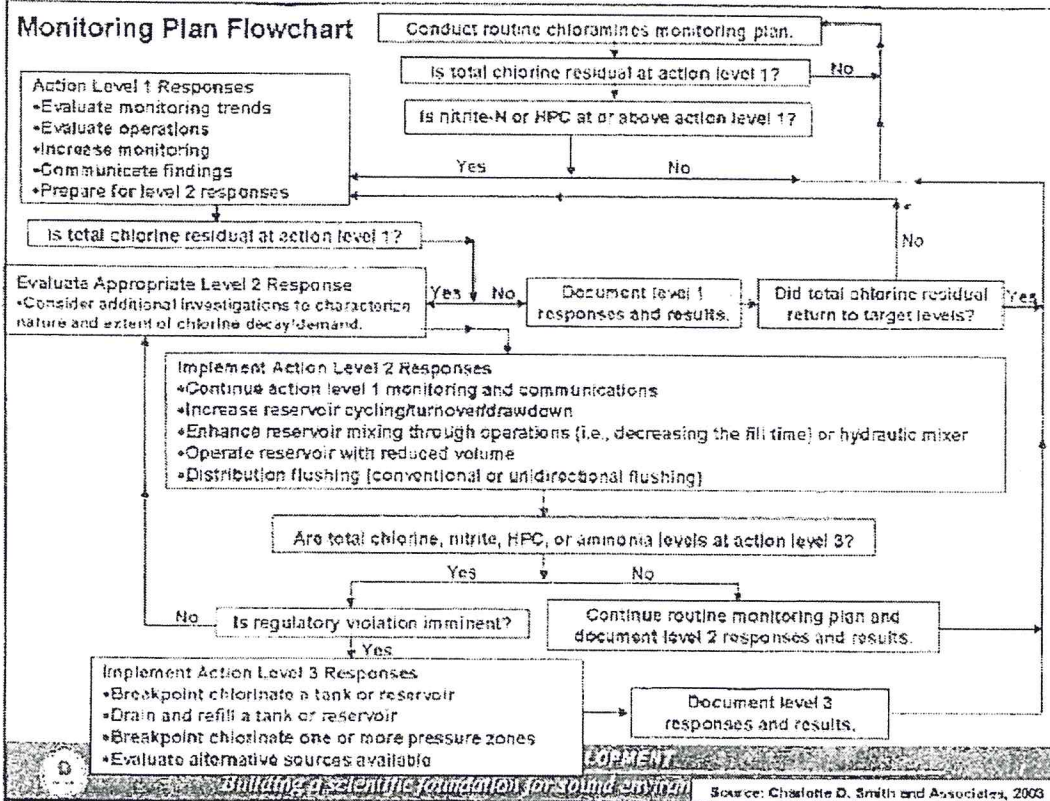 Monitoring Plan Flowchart
Conduct routine chloramines monitoring plan.
Is total chlorine residual at action level 1?
No
Is nitrite-N or HPC at or above action level 1?
Action Level 1 Responses
•Evaluate monitoring trends
•Evaluate operations
•Increase monitoring
•Communicate findings
•Prepare for level 2 responses
Yes
No
Is total chlorine residual at action level 1?
No
Evaluate Appropriate Level 2 Response
•Consider additional investigations to characterize
nature and extent of chlorine decay/demand.
Yes
No
Document level 1
responses and results.
Did total chlorine residual
return to target levels?
Yes
Implement Action Level 2 Responses
•Continue action level 1 monitoring and communications
•Increase reservoir cycling/turnover/drawdown
•Enhance reservoir mixing through operations (i.e., decreasing the fill time) or hydraulic mixer
•Operate reservoir with reduced volume
•Distribution flushing (conventional or unidirectional flushing)
Are total chlorine, nitrite, HPC, or ammonia levels at action level 3?
Yes
No
No
Is regulatory violation imminent?
Continue routine monitoring plan and
document level 2 responses and results.
Yes
Implement Action Level 3 Responses
•Breakpoint chlorinate a tank or reservoir
•Drain and refill a tank or reservoir
•Breakpoint chlorinate one or more pressure zones
•Evaluate alternative sources available
Document level 3
responses and results.
LOPMENT
Building a scientific foundation for sound environ
Source: Charlotte D. Smith and Associates, 2003